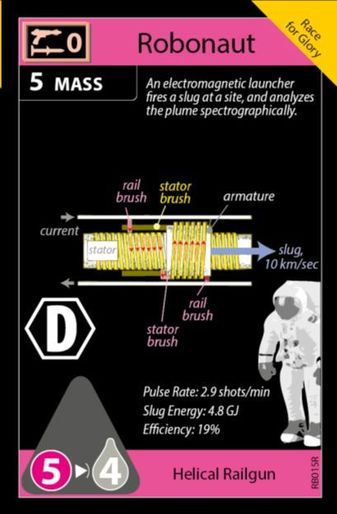 0
Robonaut
Race
for Glory
5 MASS
An electromagnetic launcher
fires a slug at a site, and analyzes
the plume spectrographically.
rail
brush
stator
brush
armature
current
stator
slug,
10 km/sec
rail
brush
stator
brush
D
Pulse Rate: 2.9 shots/min
Slug Energy: 4.8 GJ
Efficiency: 19%
5
4
Helical Railgun
RB015R